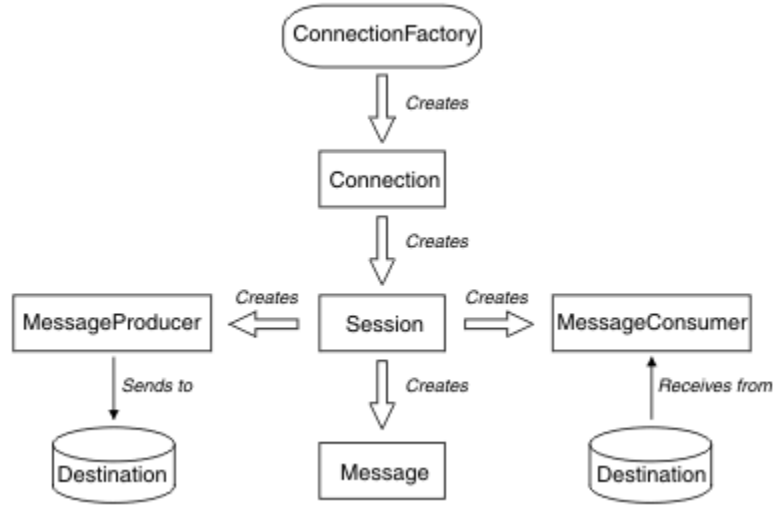 ConnectionFactory
Creates
Connection
Creates
Creates
Creates
MessageProducer
Session
MessageConsumer
Sends to
Creates
Receives from
Destination
Message
Destination